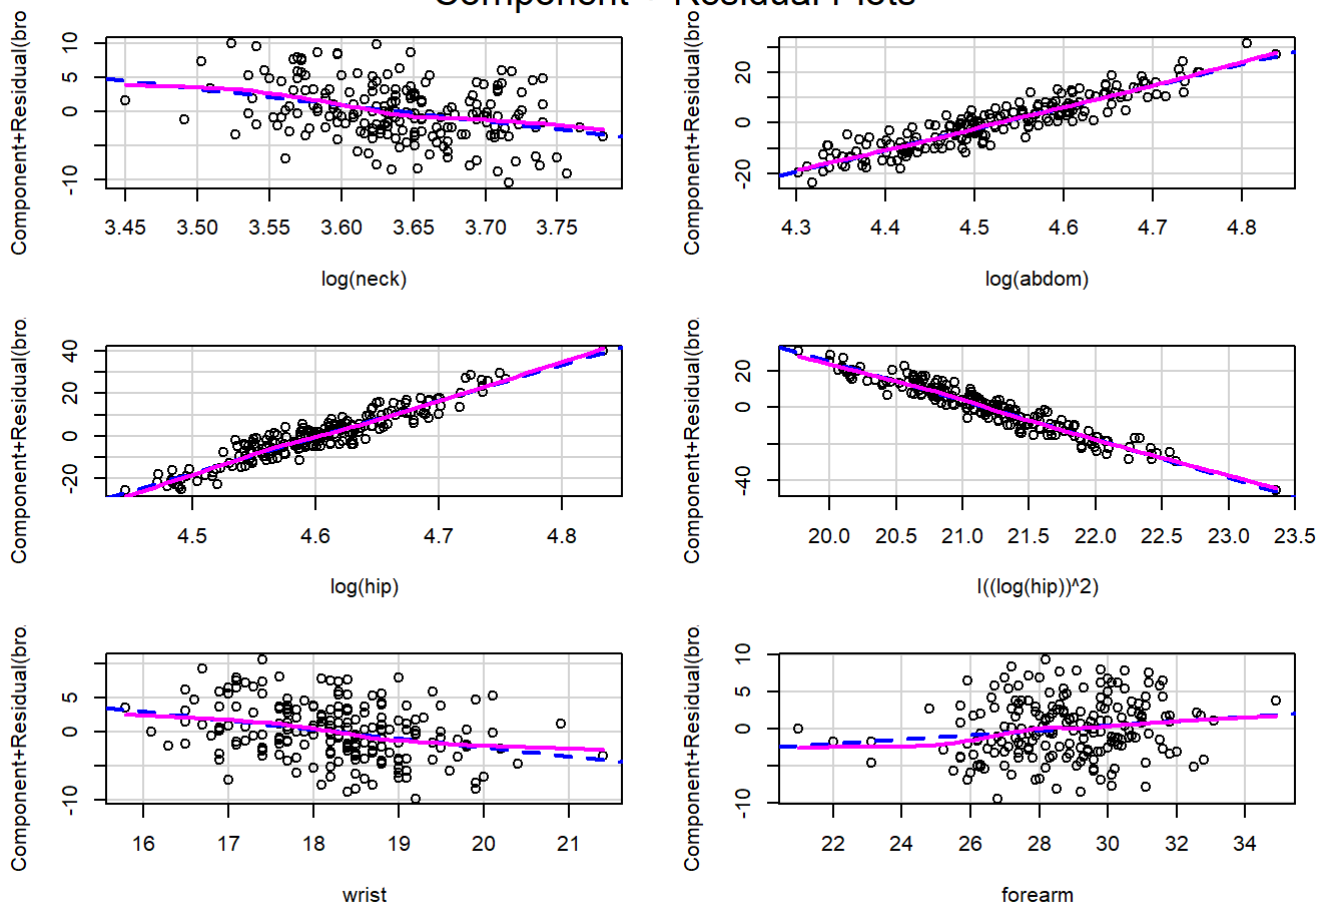 Component + Residual Plots
Component+Residual(bro
10
5
0
-10
3.45 3.50 3.55 3.60 3.65 3.70 3.75
log(neck)
Component+Residual(bro
20
0
-20
4.3 4.4 4.5 4.6 4.7 4.8
log(abdom)
Component+Residual(bro.
40
20
0
-20
4.5 4.6 4.7 4.8
log(hip)
Component+Residual(bro.
20
0
-40
20.0 20.5 21.0 21.5 22.0 22.5 23.0 23.5
I((log(hip))^2)
Component+Residual(bro.
5
0
-10
16 17 18 19 20 21
wrist
Component+Residual(bro.
10
5
0
-10
22 24 26 28 30 32 34
forearm